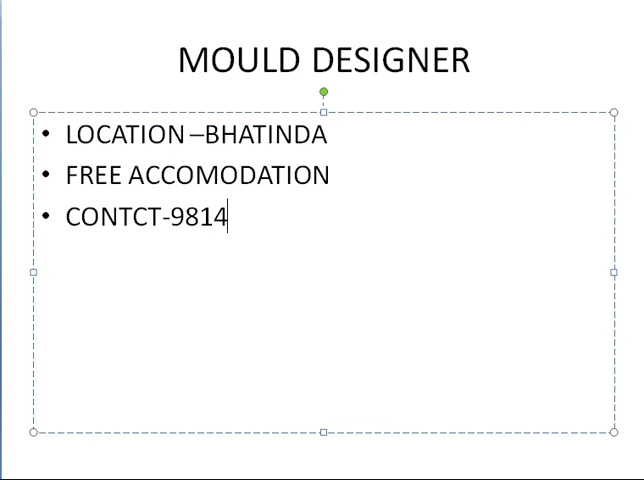 MOULD DESIGNER
• LOCATION –BHATINDA
• FREE ACCOMODATION
• CONTCT-9814